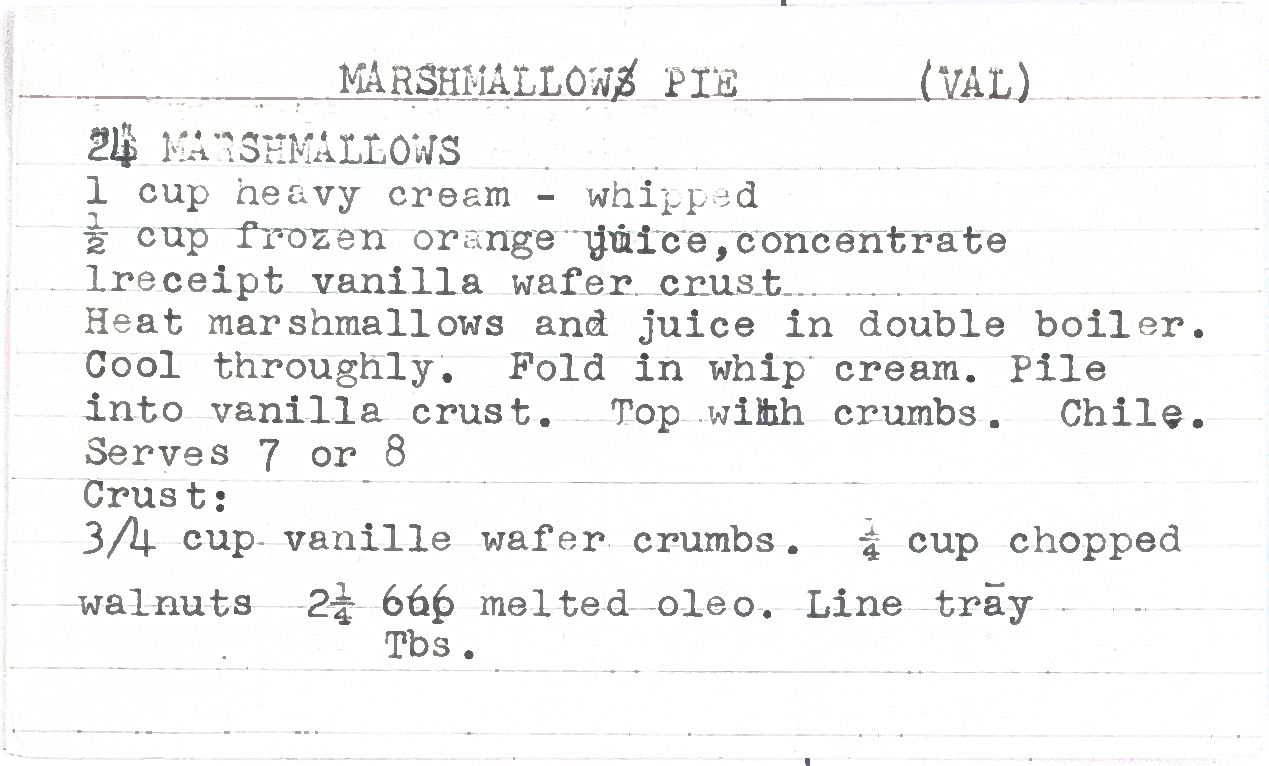 MARSHMALLOW PIE (VAL)
24 MARSHMALLOWS
1 cup heavy cream - whipped
½ cup frozen orange juice,concentrate
1receipt vanilla wafer crust
Heat marshmallows and juice in double boiler.
Cool throughly. Fold in whip cream. Pile
into vanilla crust. Top with crumbs. Chile.
Serves 7 or 8
Crust:
3/4 cup vanille wafer crumbs. ¼ cup chopped
walnuts 2¼ melted oleo. Line tray
Tbs.